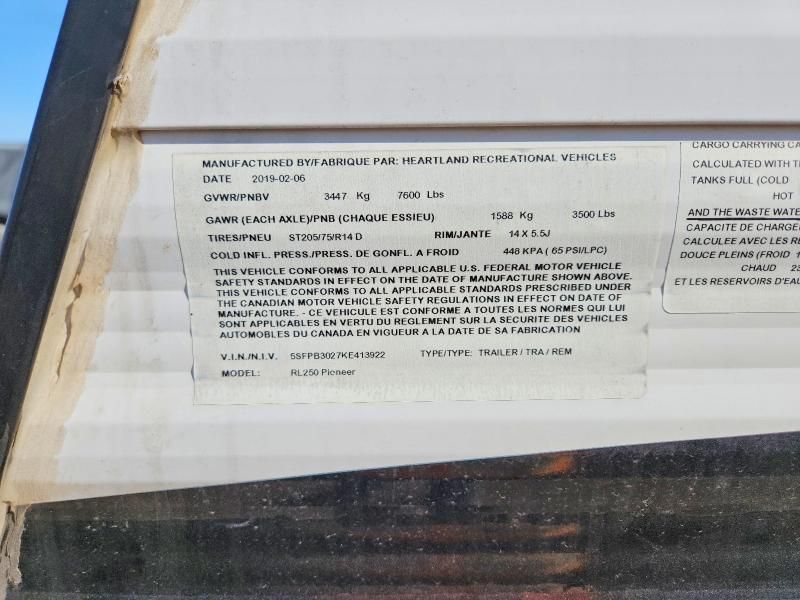 MANUFACTURED BY/FABRIQUE PAR: HEARTLAND RECREATIONAL VEHICLES
DATE 2019-02-06
GVWR/PNBV 3447 Kg 7600 Lbs
GAWR (EACH AXLE)/PNB (CHAQUE ESSIEU) 1588 Kg 3500 Lbs
TIRES/PNEU ST205/75/R14 D RIM/JANTE 14 X 5.5J
COLD INFL. PRESS./PRESS. DE GONFL. A FROID 448 KPA ( 65 PSI/LPC)
THIS VEHICLE CONFORMS TO ALL APPLICABLE U.S. FEDERAL MOTOR VEHICLE
SAFETY STANDARDS IN EFFECT ON THE DATE OF MANUFACTURE SHOWN ABOVE.
THIS VEHICLE CONFORMS TO ALL APPLICABLE STANDARDS PRESCRIBED UNDER
THE CANADIAN MOTOR VEHICLE SAFETY REGULATIONS IN EFFECT ON DATE OF
MANUFACTURE. - CE VEHICULE EST CONFORME A TOUTES LES NORMES QUI LUI
SONT APPLICABLES EN VERTU DU REGLEMENT SUR LA SECURITE DES VEHICLES
AUTOMOBILES DU CANADA EN VIGUEUR A LA DATE DE SA FABRICATION
V.I.N./N.I.V. 5SFPB3027KE413922 TYPE/TYPE: TRAILER / TRA / REM
MODEL: RL250 Pioneer
CARGO CARRYING CA
CALCULATED WITH T
TANKS FULL (COLD
HOT
AND THE WASTE WATE
CAPACITE DE CHARGE
CALCULEE AVEC LES RE
DOUCE PLEINS (FROID 1
CHAUD 23
ET LES RESERVOIRS D'EAU